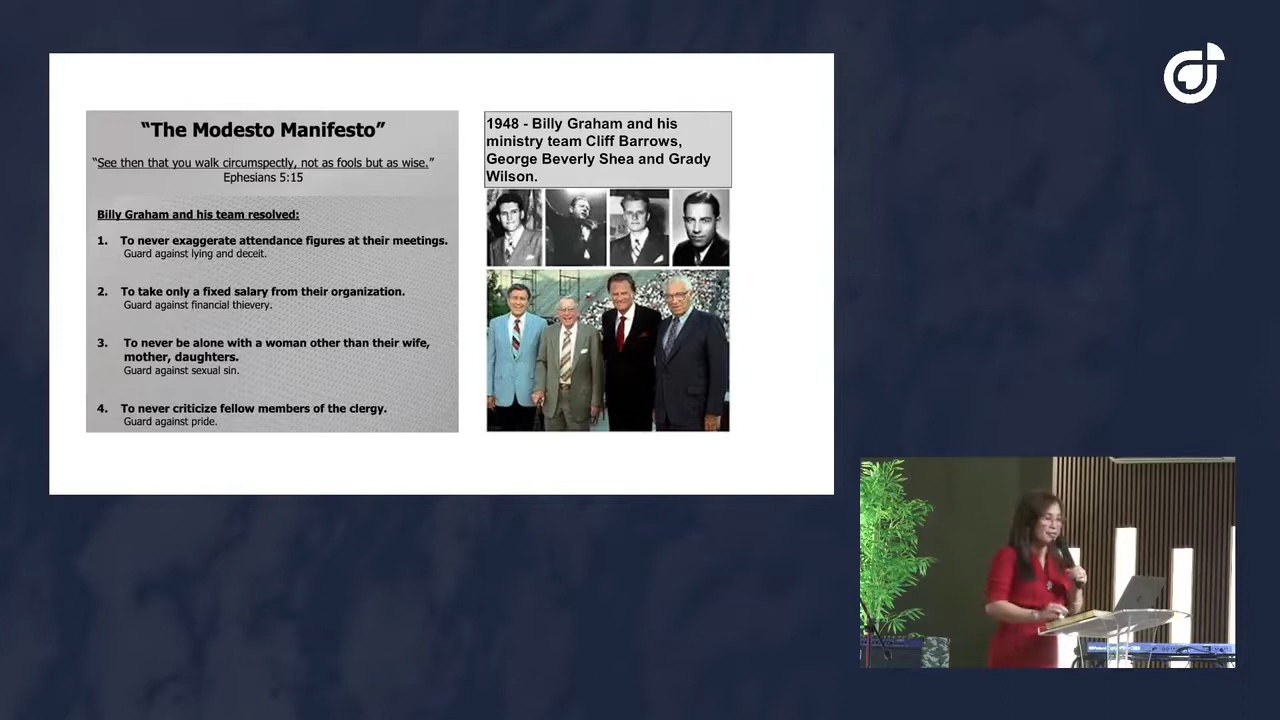 “The Modesto Manifesto”
“See then that you walk circumspectly, not as fools but as wise.”
Ephesians 5:15
Billy Graham and his team resolved:
1. To never exaggerate attendance figures at their meetings.
Guard against lying and deceit.
2. To take only a fixed salary from their organization.
Guard against financial thievery.
3. To never be alone with a woman other than their wife,
mother, daughters.
Guard against sexual sin.
4. To never criticize fellow members of the clergy.
Guard against pride.
1948 - Billy Graham and his
ministry team Cliff Barrows,
George Beverly Shea and Grady
Wilson.